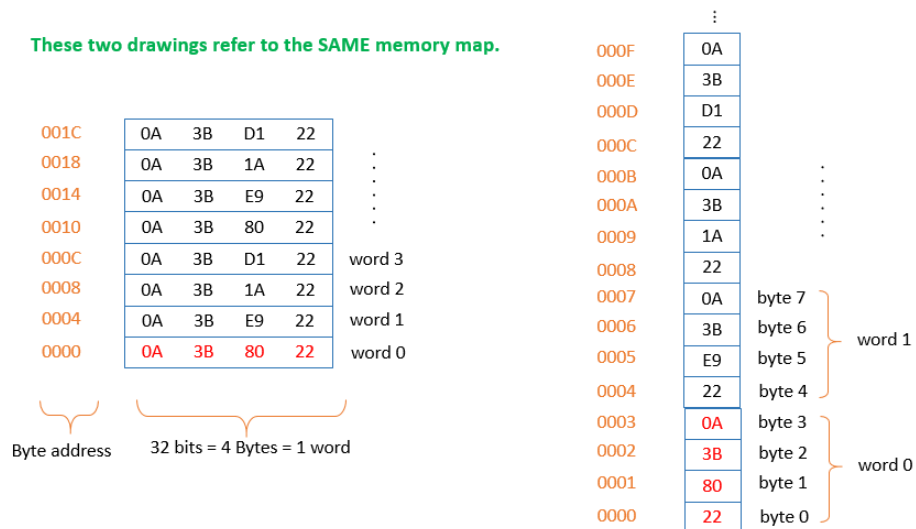 These two drawings refer to the SAME memory map.
001C 0A 3B D1 22
0018 0A 3B 1A 22
0014 0A 3B E9 22
0010 0A 3B 80 22
000C 0A 3B D1 22 word 3
0008 0A 3B 1A 22 word 2
0004 0A 3B E9 22 word 1
0000 0A 3B 80 22 word 0
Byte address
32 bits = 4 Bytes = 1 word
000F 0A
000E 3B
000D D1
000C 22
000B 0A
000A 3B
0009 1A
0008 22
0007 0A byte 7
0006 3B byte 6
word 1
0005 E9 byte 5
0004 22 byte 4
0003 0A byte 3
0002 3B byte 2
word 0
0001 80 byte 1
0000 22 byte 0